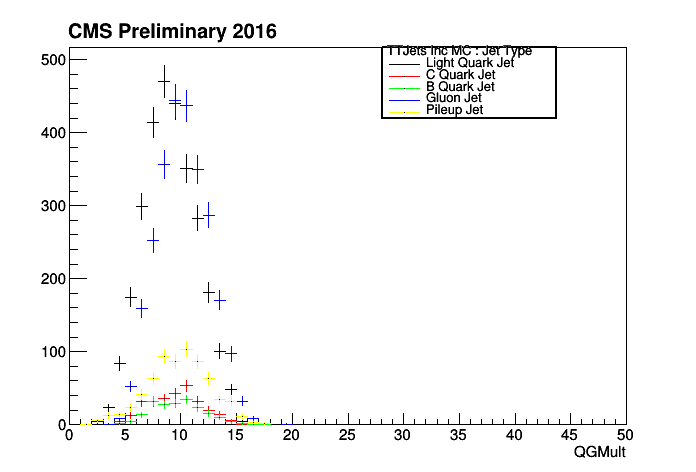 CMS Preliminary 2016
TTJets Inc MC : Jet Type
Light Quark Jet
C Quark Jet
B Quark Jet
Gluon Jet
Pileup Jet
500
400
300
200
100
0
0 5 10 15 20 25 30 35 40 45 50
QGMult